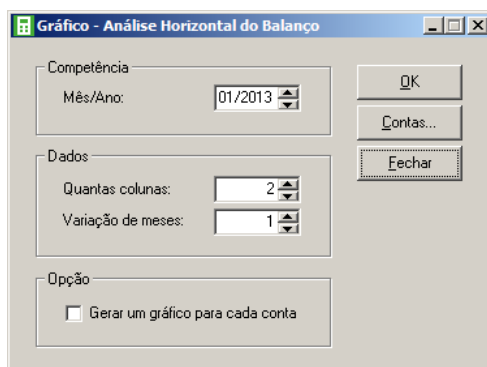 Gráfico - Análise Horizontal do Balanço
Competência
Mês/Ano: 01/2013
OK
Contas...
Fechar
Dados
Quantas colunas: 2
Variação de meses: 1
Opção
Gerar um gráfico para cada conta